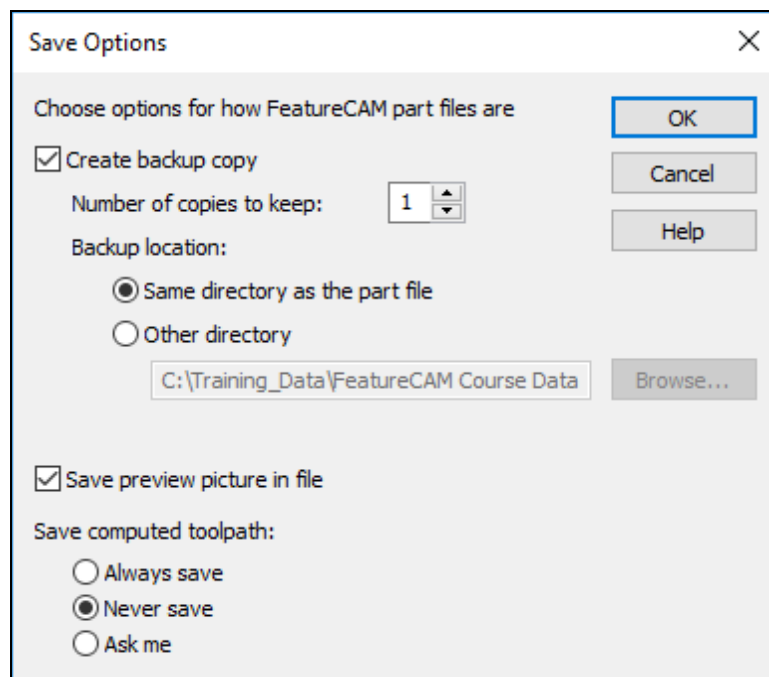 Save Options
Choose options for how FeatureCAM part files are
OK
Create backup copy
Cancel
Number of copies to keep: 1
Help
Backup location:
Same directory as the part file
Other directory
C:\Training_Data\FeatureCAM Course Data Browse...
Save preview picture in file
Save computed toolpath:
Always save
Never save
Ask me